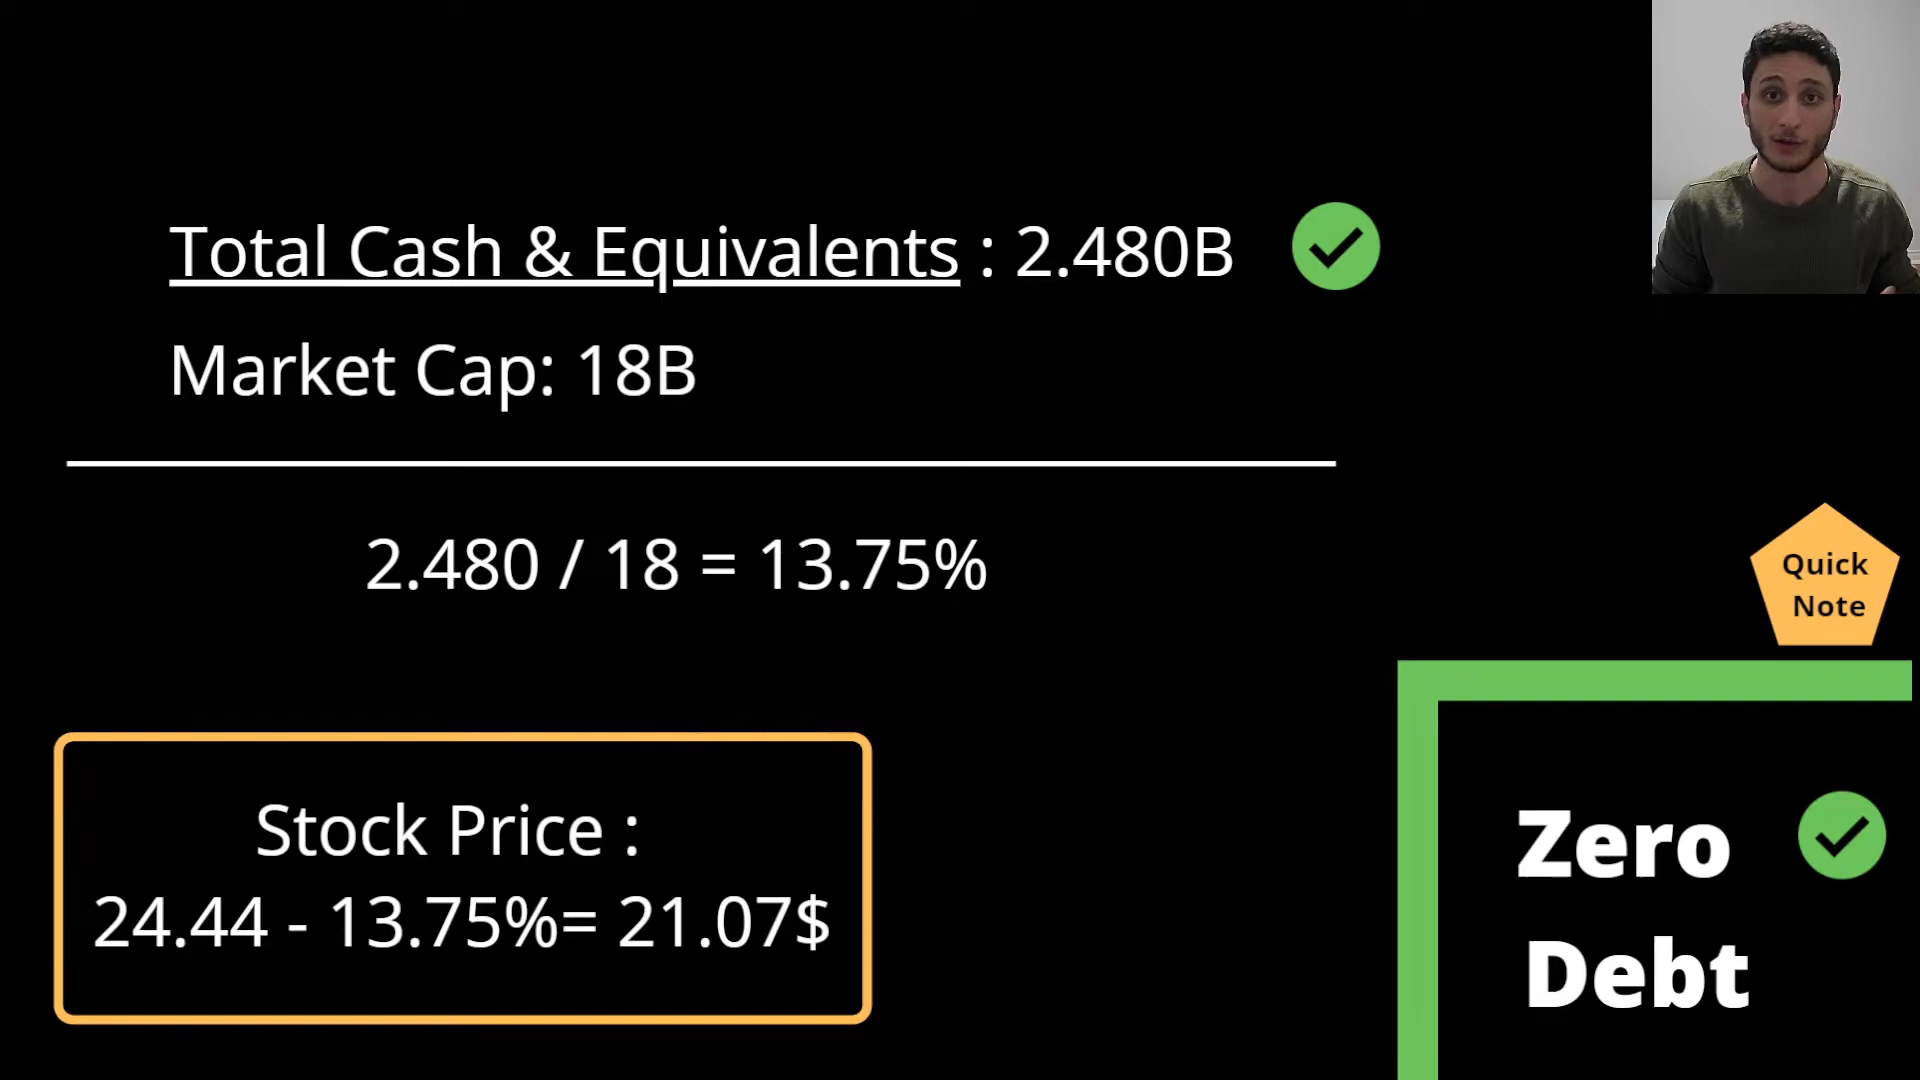 Total Cash & Equivalents : 2.480B
Market Cap: 18B
2.480 / 18 = 13.75%
Quick
Note
Stock Price :
24.44 - 13.75%= 21.07$
Zero
Debt